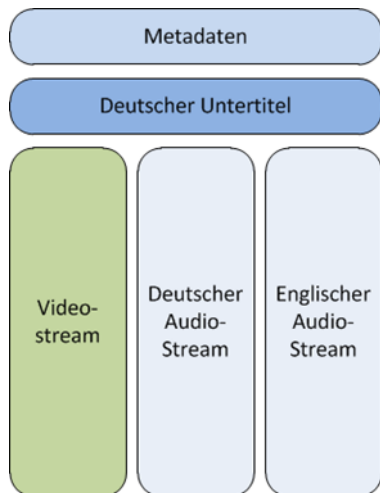 Metadaten
Deutscher Untertitel
Video-
stream
Deutscher
Audio-
Stream
Englischer
Audio-
Stream